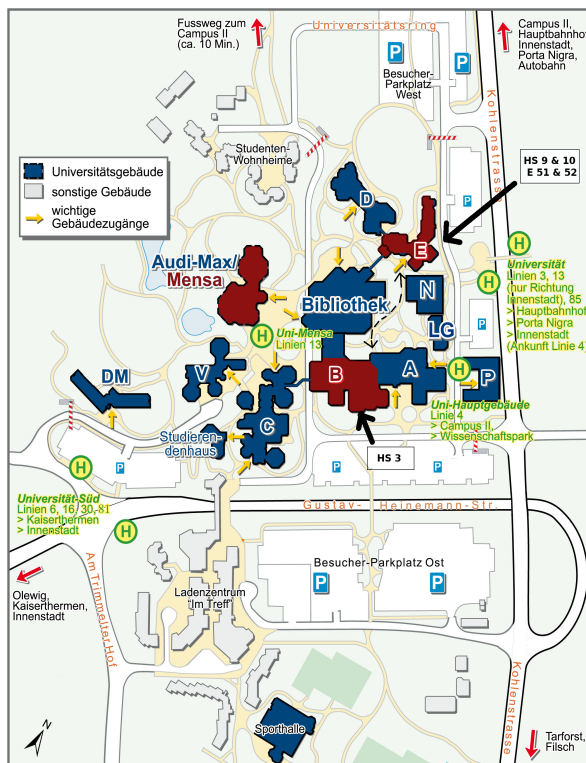 Fussweg zum
Campus II
(ca. 10 Min.)
Universitätsring
P
Besucher-
Parkplatz
West
Campus II,
Hauptbahnhof
Innenstadt,
Porta Nigra,
Autobahn
Kohlenstrasse
Universitätsgebäude
sonstige Gebäude
wichtige
Gebäudezugänge
Studenten-
Wohnheime
P
P
HS 9 & 10
E 51 & 52
D
E
H
Audi-Max/
Mensa
Bibliothek
N
LG
H
Universität
Linien 3, 13
(nur Richtung
Innenstadt), 85
> Hauptbahnhof
> Porta Nigra
> Innenstadt
(Ankunft Linie 4)
P
H
Uni-Mensa
Linien 13
DM
V
B
A
H
P
Uni-Hauptgebäude
Linie 4
> Campus II,
> Wissenschaftspark
C
Studieren-
denhaus
HS 3
P
P
P
H
Universität-Süd
Linien 6, 16, 30, 81
> Kaiserthermen
> Innenstadt
H
Gustav-Heinemann-Str.
Am Trimmelter Hof
Olewig,
Kaiserthermen,
Innenstadt
Besucher-Parkplatz Ost
P
P
Ladenzentrum
"Im Treff"
Kohlenstrasse
Sporthalle
N
Tarforst,
Filsch